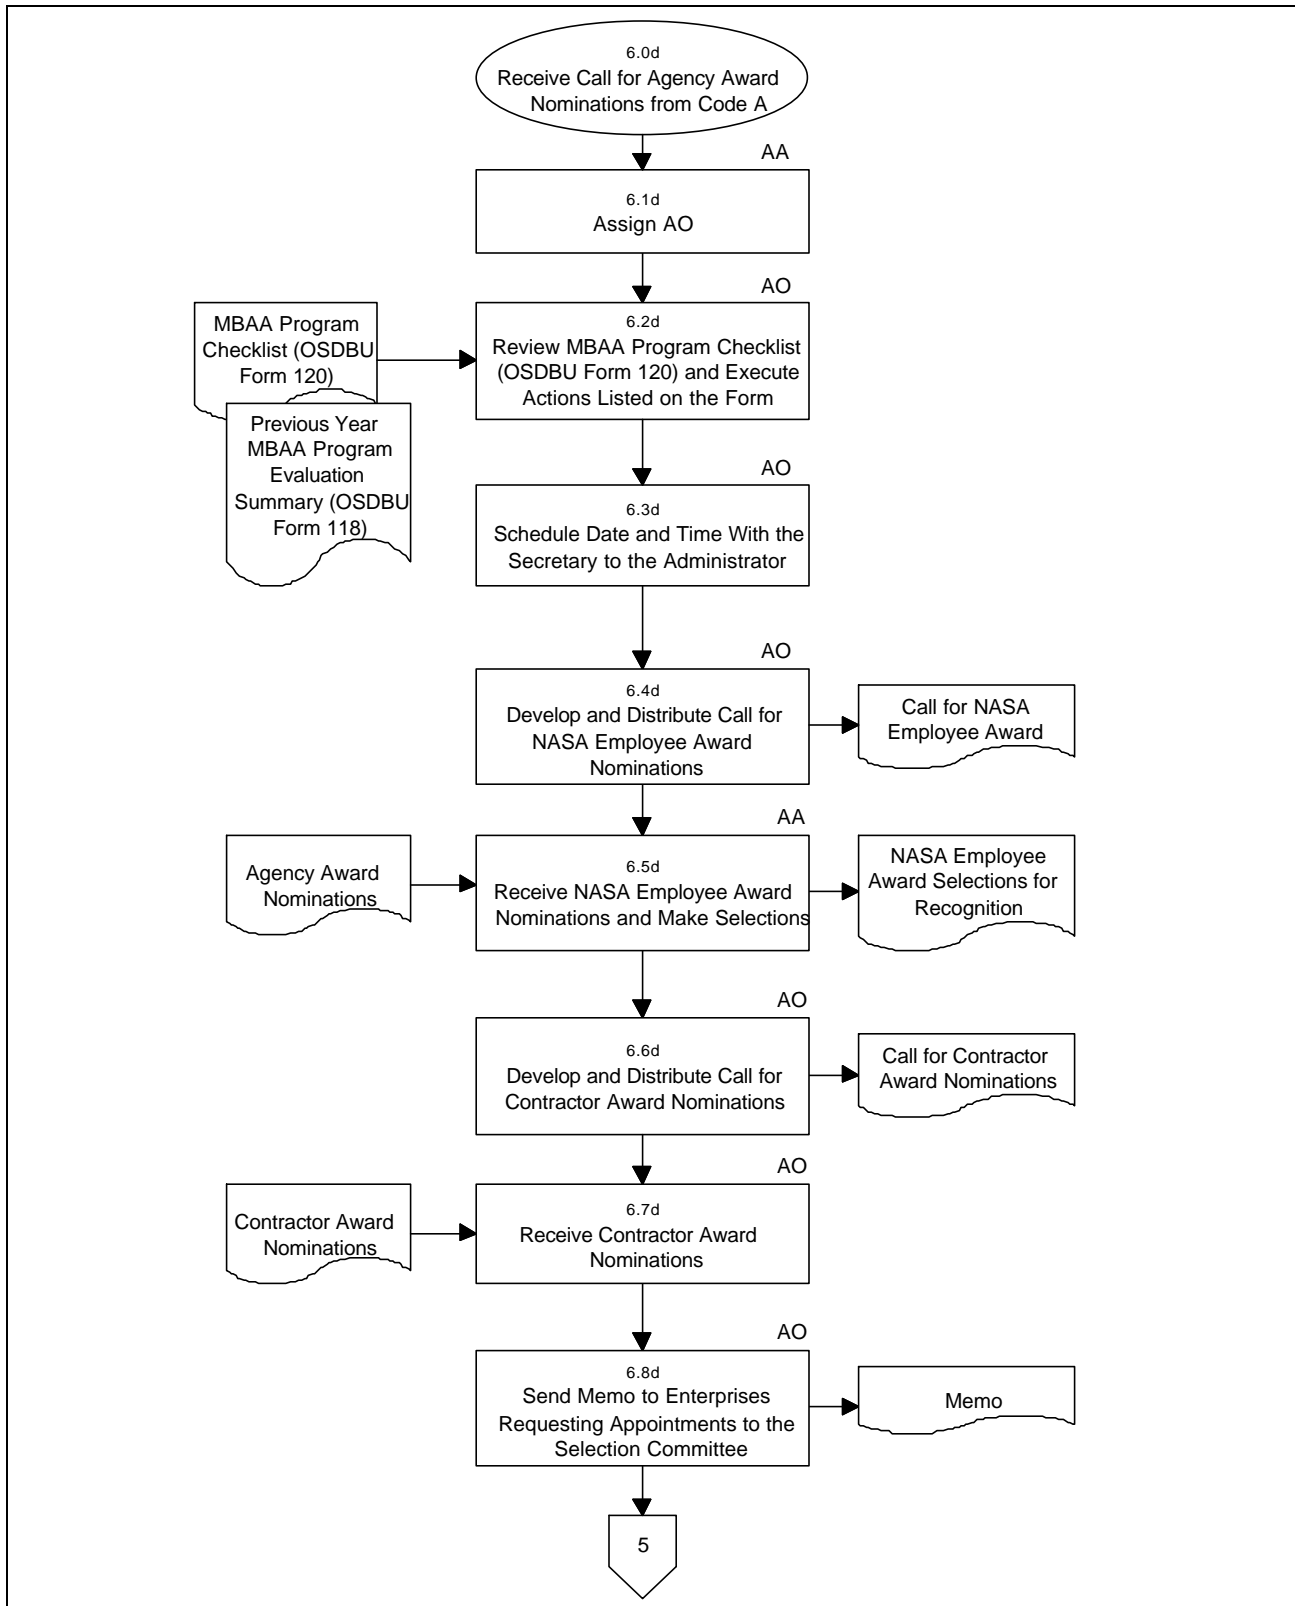 6.0d
Receive Call for Agency Award
Nominations from Code A
AA
6.1d
Assign AO
AO
MBAA Program
Checklist (OSDBU
Form 120)
6.2d
Review MBAA Program Checklist
(OSDBU Form 120) and Execute
Actions Listed on the Form
Previous Year
MBAA Program
Evaluation
Summary (OSDBU
Form 118)
AO
6.3d
Schedule Date and Time With the
Secretary to the Administrator
AO
6.4d
Develop and Distribute Call for
NASA Employee Award
Nominations
Call for NASA
Employee Award
AA
Agency Award
Nominations
6.5d
Receive NASA Employee Award
Nominations and Make Selections
NASA Employee
Award Selections for
Recognition
AO
6.6d
Develop and Distribute Call for
Contractor Award Nominations
Call for Contractor
Award Nominations
AO
Contractor Award
Nominations
6.7d
Receive Contractor Award
Nominations
AO
6.8d
Send Memo to Enterprises
Requesting Appointments to the
Selection Committee
Memo
5